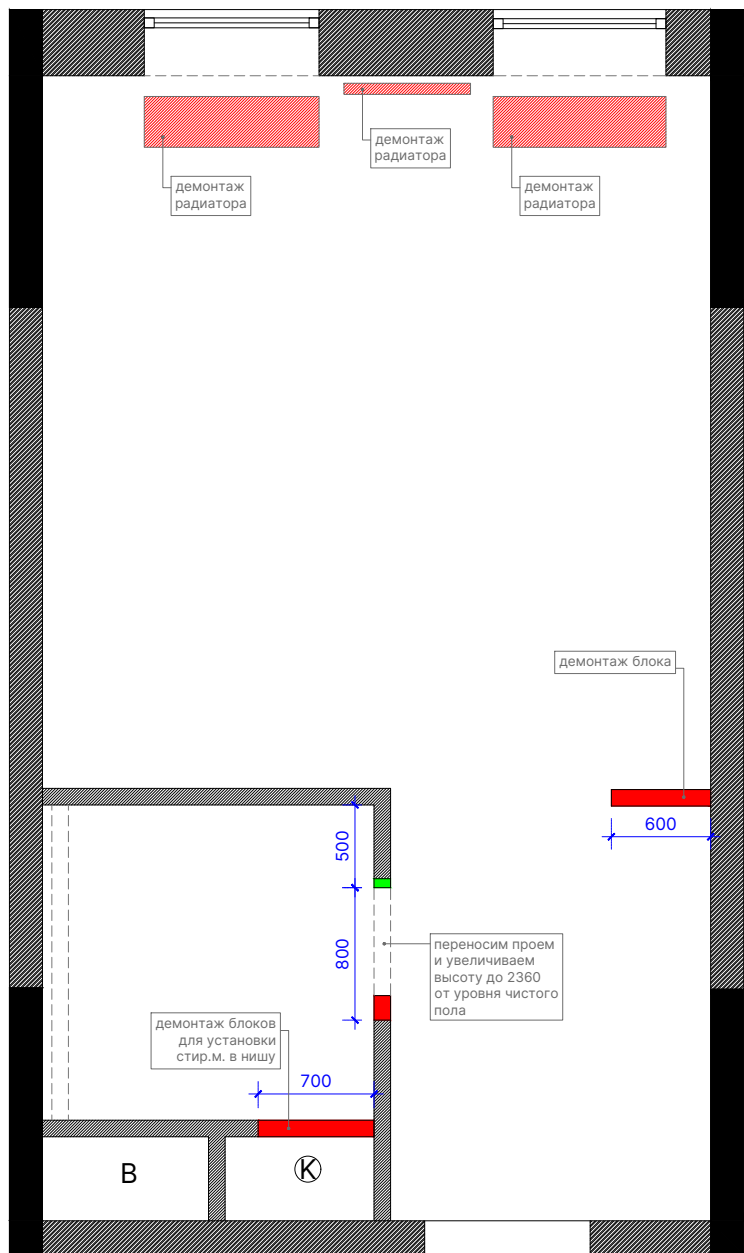 демонтаж
радиатора
демонтаж
радиатора
демонтаж
радиатора
демонтаж блока
600
500
800
переносим проем
и увеличиваем
высоту до 2360
от уровня чистого
пола
демонтаж блоков
для установки
стир.м. в нишу
700
В
К